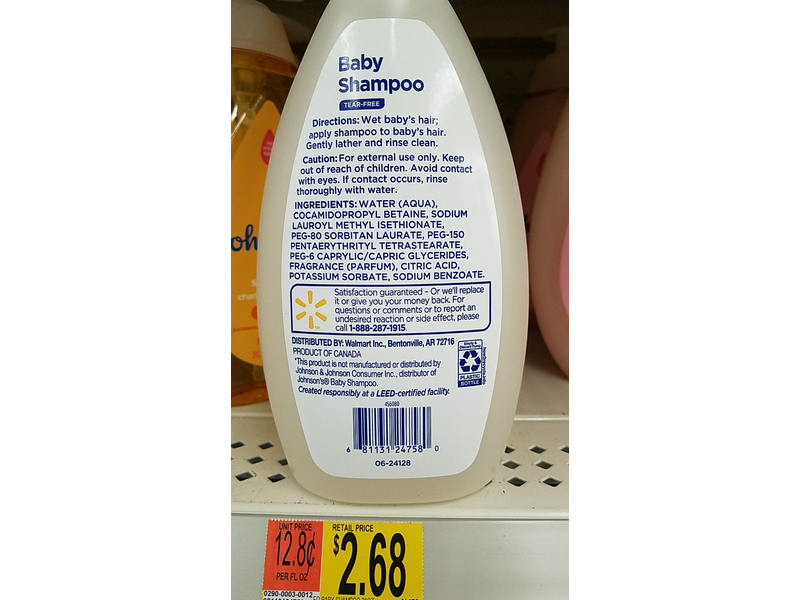 Baby
Shampoo
TEAR-FREE
Directions: Wet baby's hair;
apply shampoo to baby's hair.
Gently lather and rinse clean.
Caution: For external use only. Keep
out of reach of children. Avoid contact
with eyes. If contact occurs, rinse
thoroughly with water.
INGREDIENTS: WATER (AQUA),
COCAMIDOPROPYL BETAINE, SODIUM
LAUROYL METHYL ISETHIONATE,
PEG-80 SORBITAN LAURATE, PEG-150
PENTAERYTHRITYL TETRASTEARATE,
PEG-6 CAPRYLIC/CAPRIC GLYCERIDES,
FRAGRANCE (PARFUM), CITRIC ACID,
POTASSIUM SORBATE, SODIUM BENZOATE.
Satisfaction guaranteed – Or we'll replace
it or give you your money back. For
questions or comments or to report an
undesired reaction or side effect, please
call 1-888-287-1915.
DISTRIBUTED BY: Walmart Inc., Bentonville, AR 72716
PRODUCT OF CANADA
*This product is not manufactured or distributed by
Johnson & Johnson Consumer Inc., distributor of
Johnson's® Baby Shampoo.
Created responsibly at a LEED-certified facility.
PLASTIC
BOTTLE
456080
6 81131 24758 0
06-24128
oh
UNIT PRICE
12.8¢
PER FL OZ
RETAIL PRICE
$2.68
0290-0003-0012